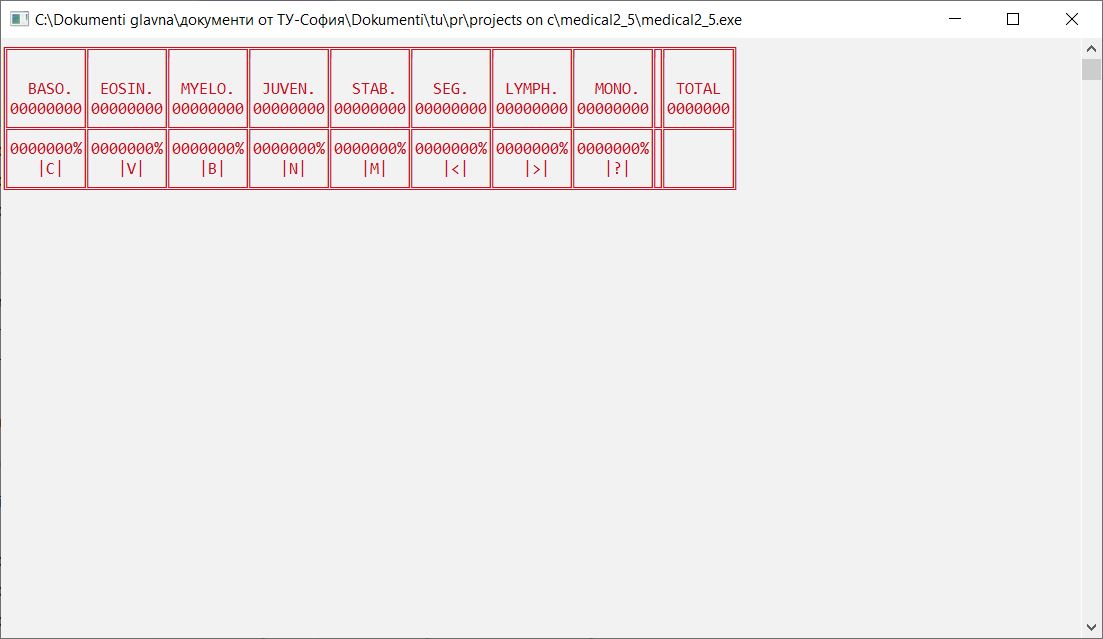 C:\Dokumenti glavna\документи от ТУ-София\Dokumenti\tu\pr\projects on c\medical2_5\medical2_5.exe
BASO. EOSIN. MYELO. JUVEN. STAB. SEG. LYMPH. MONO. TOTAL
00000000 00000000 00000000 00000000 00000000 00000000 00000000 00000000 0000000
0000000% 0000000% 0000000% 0000000% 0000000% 0000000% 0000000% 0000000%
|C| |V| |B| |N| |M| |<| |>| |?|